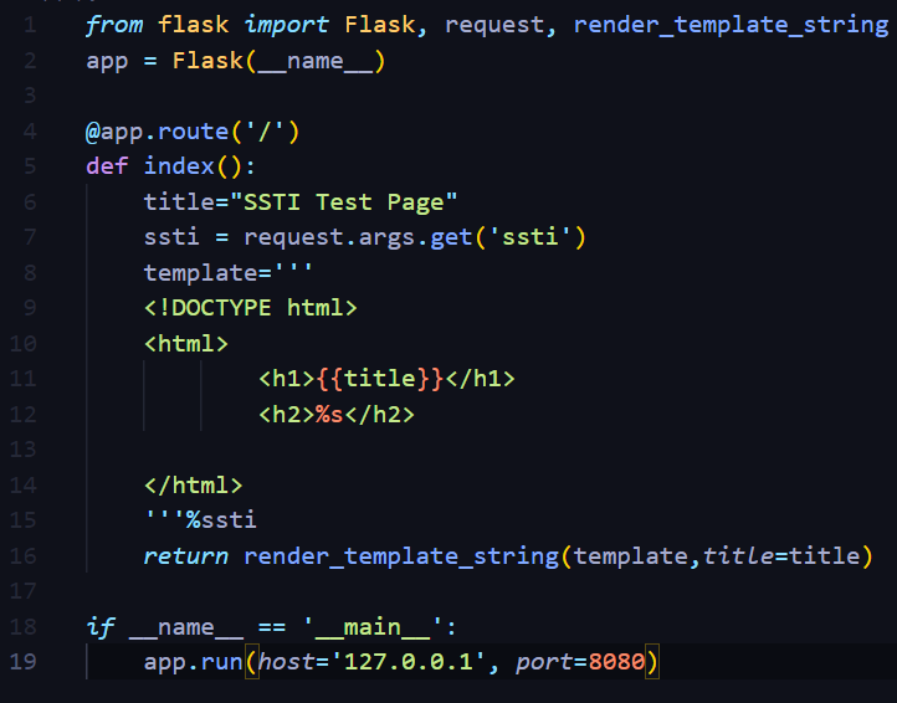 1 from flask import Flask, request, render_template_string
2 app = Flask(__name__)
3
4 @app.route('/')
5 def index():
6 title="SSTI Test Page"
7 ssti = request.args.get('ssti')
8 template='''
9 <!DOCTYPE html>
10 <html>
11 <h1>{{title}}</h1>
12 <h2>%s</h2>
13
14 </html>
15 '''%ssti
16 return render_template_string(template,title=title)
17
18 if __name__ == '__main__':
19 app.run(host='127.0.0.1', port=8080)